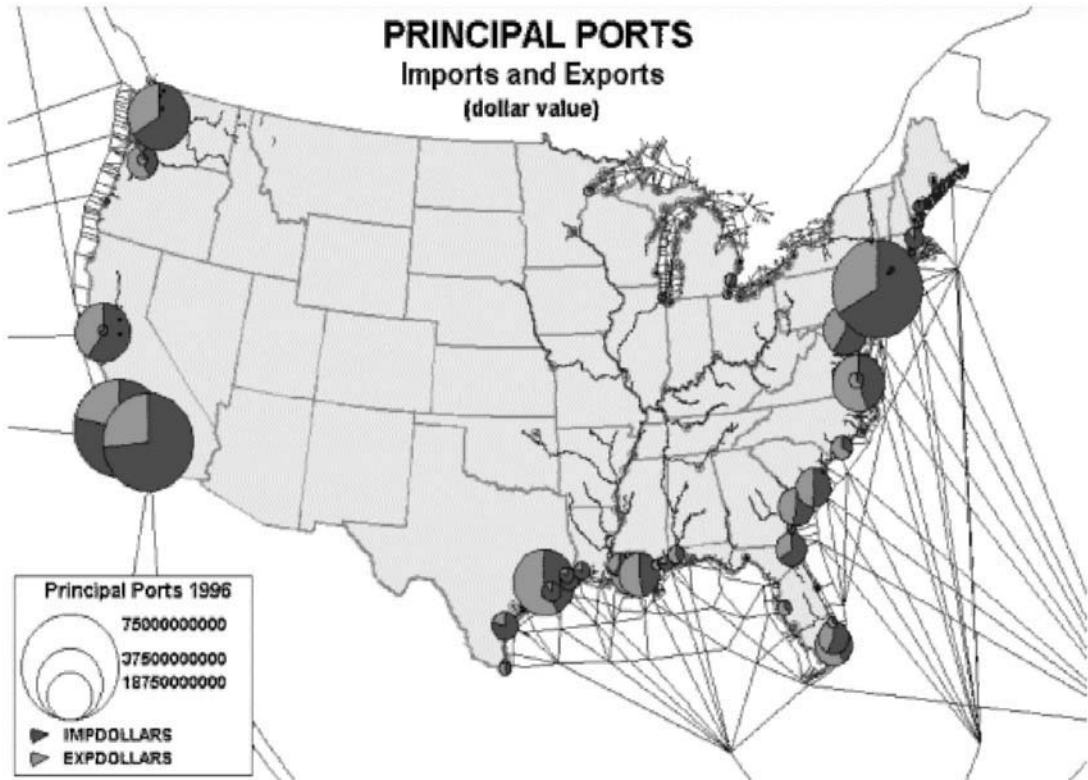 PRINCIPAL PORTS
Imports and Exports
(dollar value)
Principal Ports 1996
75000000000
37500000000
18750000000
IMPDOLLARS
EXPDOLLARS